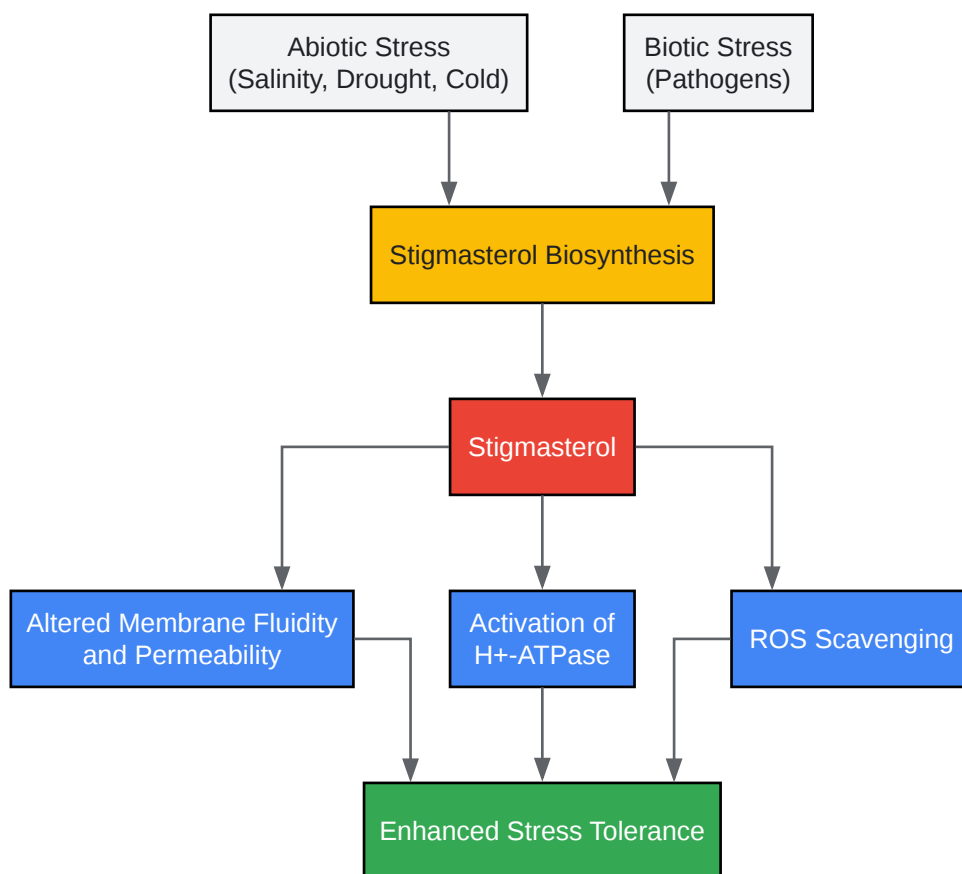 Abiotic Stress
(Salinity, Drought, Cold)
Biotic Stress
(Pathogens)
Stigmasterol Biosynthesis
Stigmasterol
Altered Membrane Fluidity
and Permeability
Activation of
H+-ATPase
ROS Scavenging
Enhanced Stress Tolerance